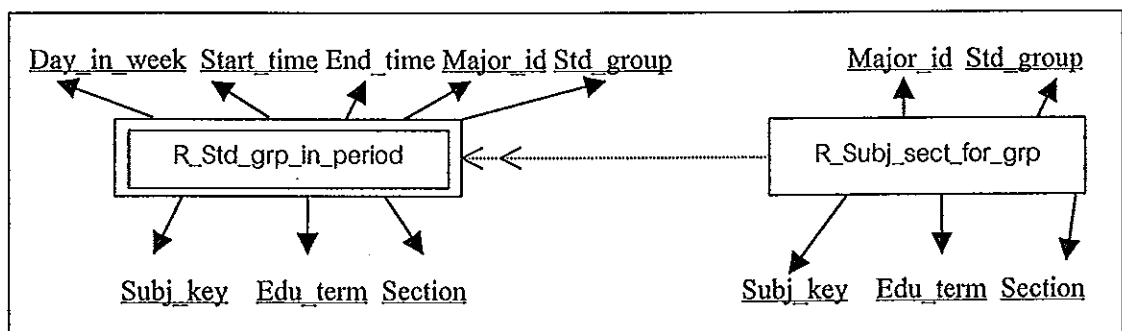 Day_in_week Start_time End_time Major_id Std_group
Major_id Std_group
R_Std_grp_in_period
R_Subj_sect_for_grp
Subj_key Edu_term Section
Subj_key Edu_term Section